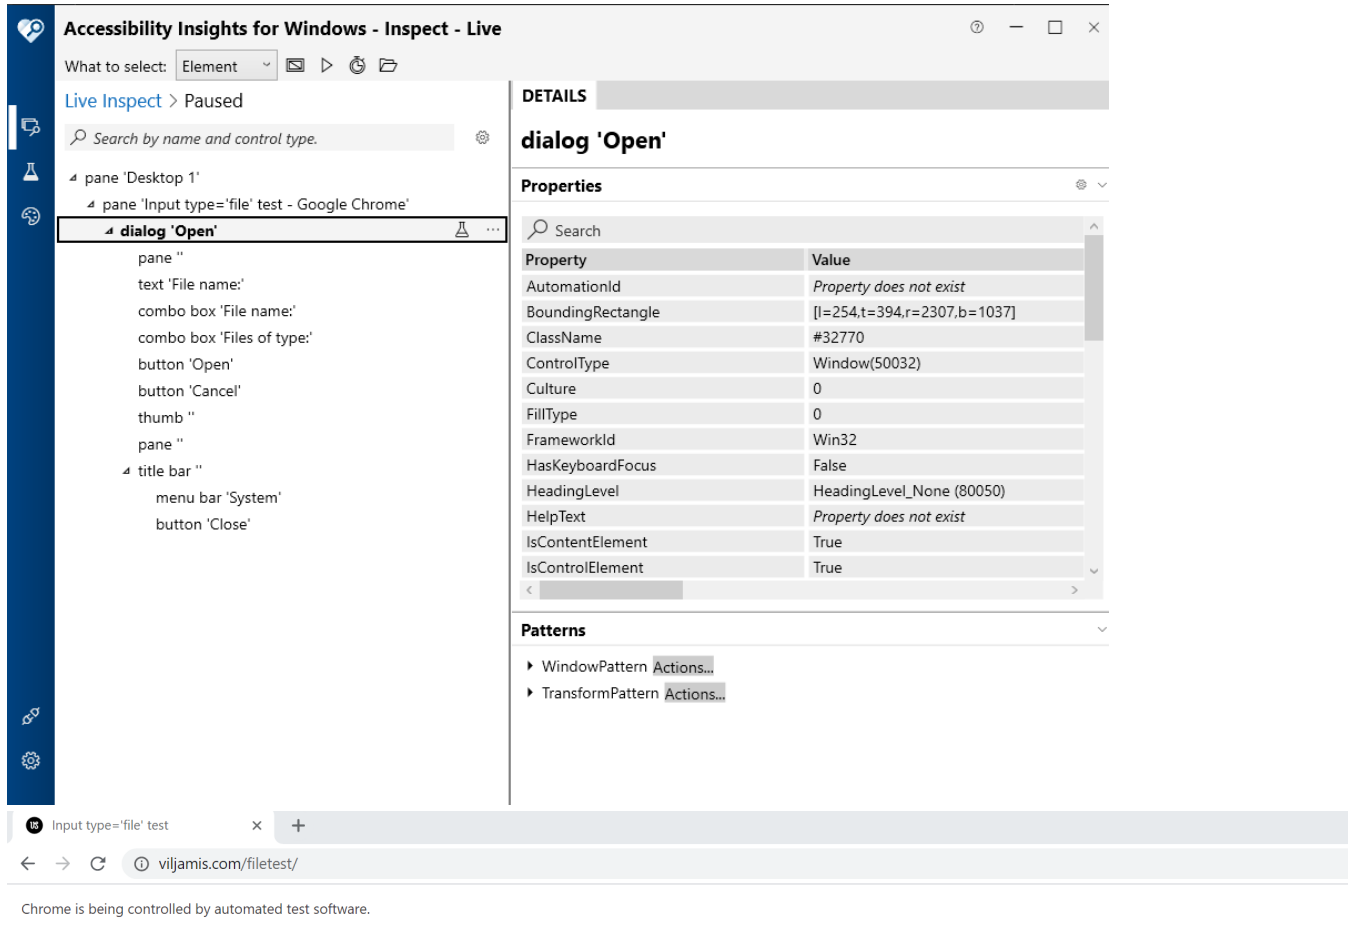 Accessibility Insights for Windows - Inspect - Live
What to select: Element
Live Inspect > Paused
Search by name and control type.
pane 'Desktop 1'
pane 'Input type='file' test - Google Chrome'
dialog 'Open'
pane ''
text 'File name:'
combo box 'File name:'
combo box 'Files of type:'
button 'Open'
button 'Cancel'
thumb ''
pane ''
title bar ''
menu bar 'System'
button 'Close'
DETAILS
dialog 'Open'
Properties
Search
Property Value
AutomationId Property does not exist
BoundingRectangle [l=254,t=394,r=2307,b=1037]
ClassName #32770
ControlType Window(50032)
Culture 0
FillType 0
FrameworkId Win32
HasKeyboardFocus False
HeadingLevel HeadingLevel_None (80050)
HelpText Property does not exist
IsContentElement True
IsControlElement True
Patterns
WindowPattern Actions...
TransformPattern Actions...
Input type='file' test
viljamis.com/filetest/
Chrome is being controlled by automated test software.